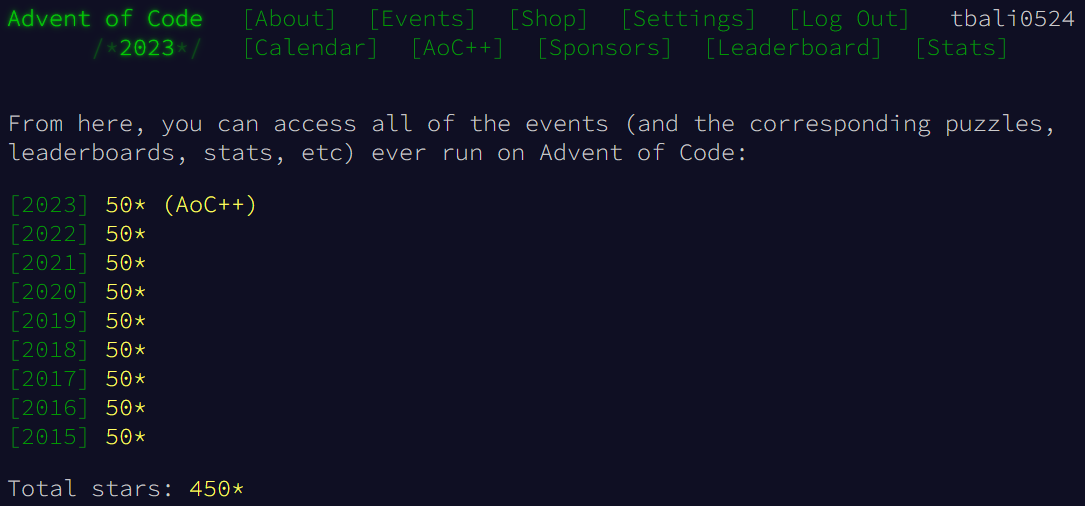 Advent of Code [About] [Events] [Shop] [Settings] [Log Out] tbali0524
/*2023*/ [Calendar] [AoC++] [Sponsors] [Leaderboard] [Stats]
From here, you can access all of the events (and the corresponding puzzles,
leaderboards, stats, etc) ever run on Advent of Code:
[2023] 50* (AoC++)
[2022] 50*
[2021] 50*
[2020] 50*
[2019] 50*
[2018] 50*
[2017] 50*
[2016] 50*
[2015] 50*
Total stars: 450*